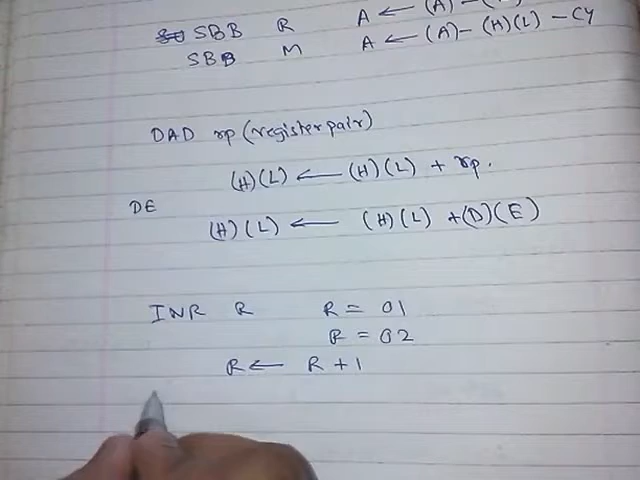 SBB R A ← (A) -
SBB M A ← (A) - (H)(L) - CY
DAD rp (register pair)
(H)(L) ← (H)(L) + rp.
DE
(H)(L) ← (H)(L) + (D)(E)
INR R R = 01
R = 02
R ← R + 1